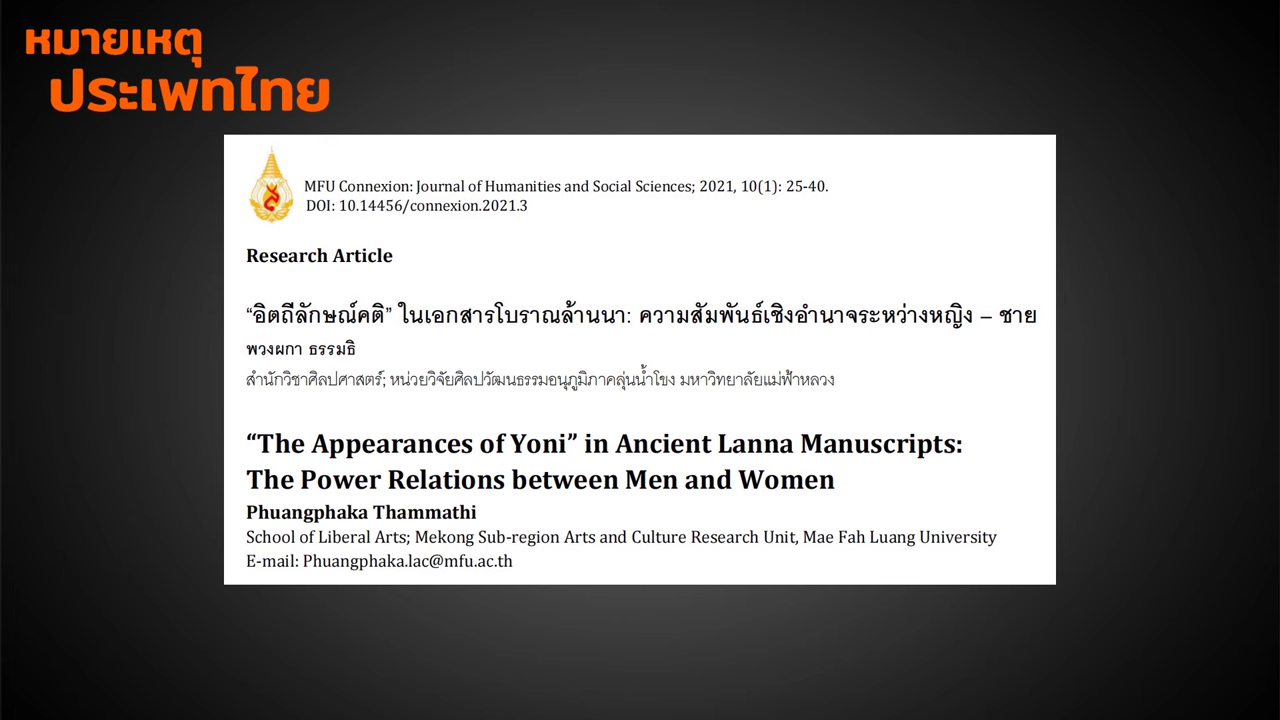 หมายเหตุ
ประเพทไทย
MFU Connexion: Journal of Humanities and Social Sciences; 2021, 10(1): 25-40.
DOI: 10.14456/connexion.2021.3
Research Article
“อิตถีลักษณ์คติ” ในเอกสารโบราณล้านนา: ความสัมพันธ์เชิงอำนาจระหว่างหญิง – ชาย
พวงผกา ธรรมธิ
สำนักวิชาศิลปศาสตร์; หน่วยวิจัยศิลปวัฒนธรรมอนุภูมิภาคลุ่มน้ำโขง มหาวิทยาลัยแม่ฟ้าหลวง
“The Appearances of Yoni” in Ancient Lanna Manuscripts:
The Power Relations between Men and Women
Phuangphaka Thammathi
School of Liberal Arts; Mekong Sub-region Arts and Culture Research Unit, Mae Fah Luang University
E-mail: Phuangphaka.lac@mfu.ac.th